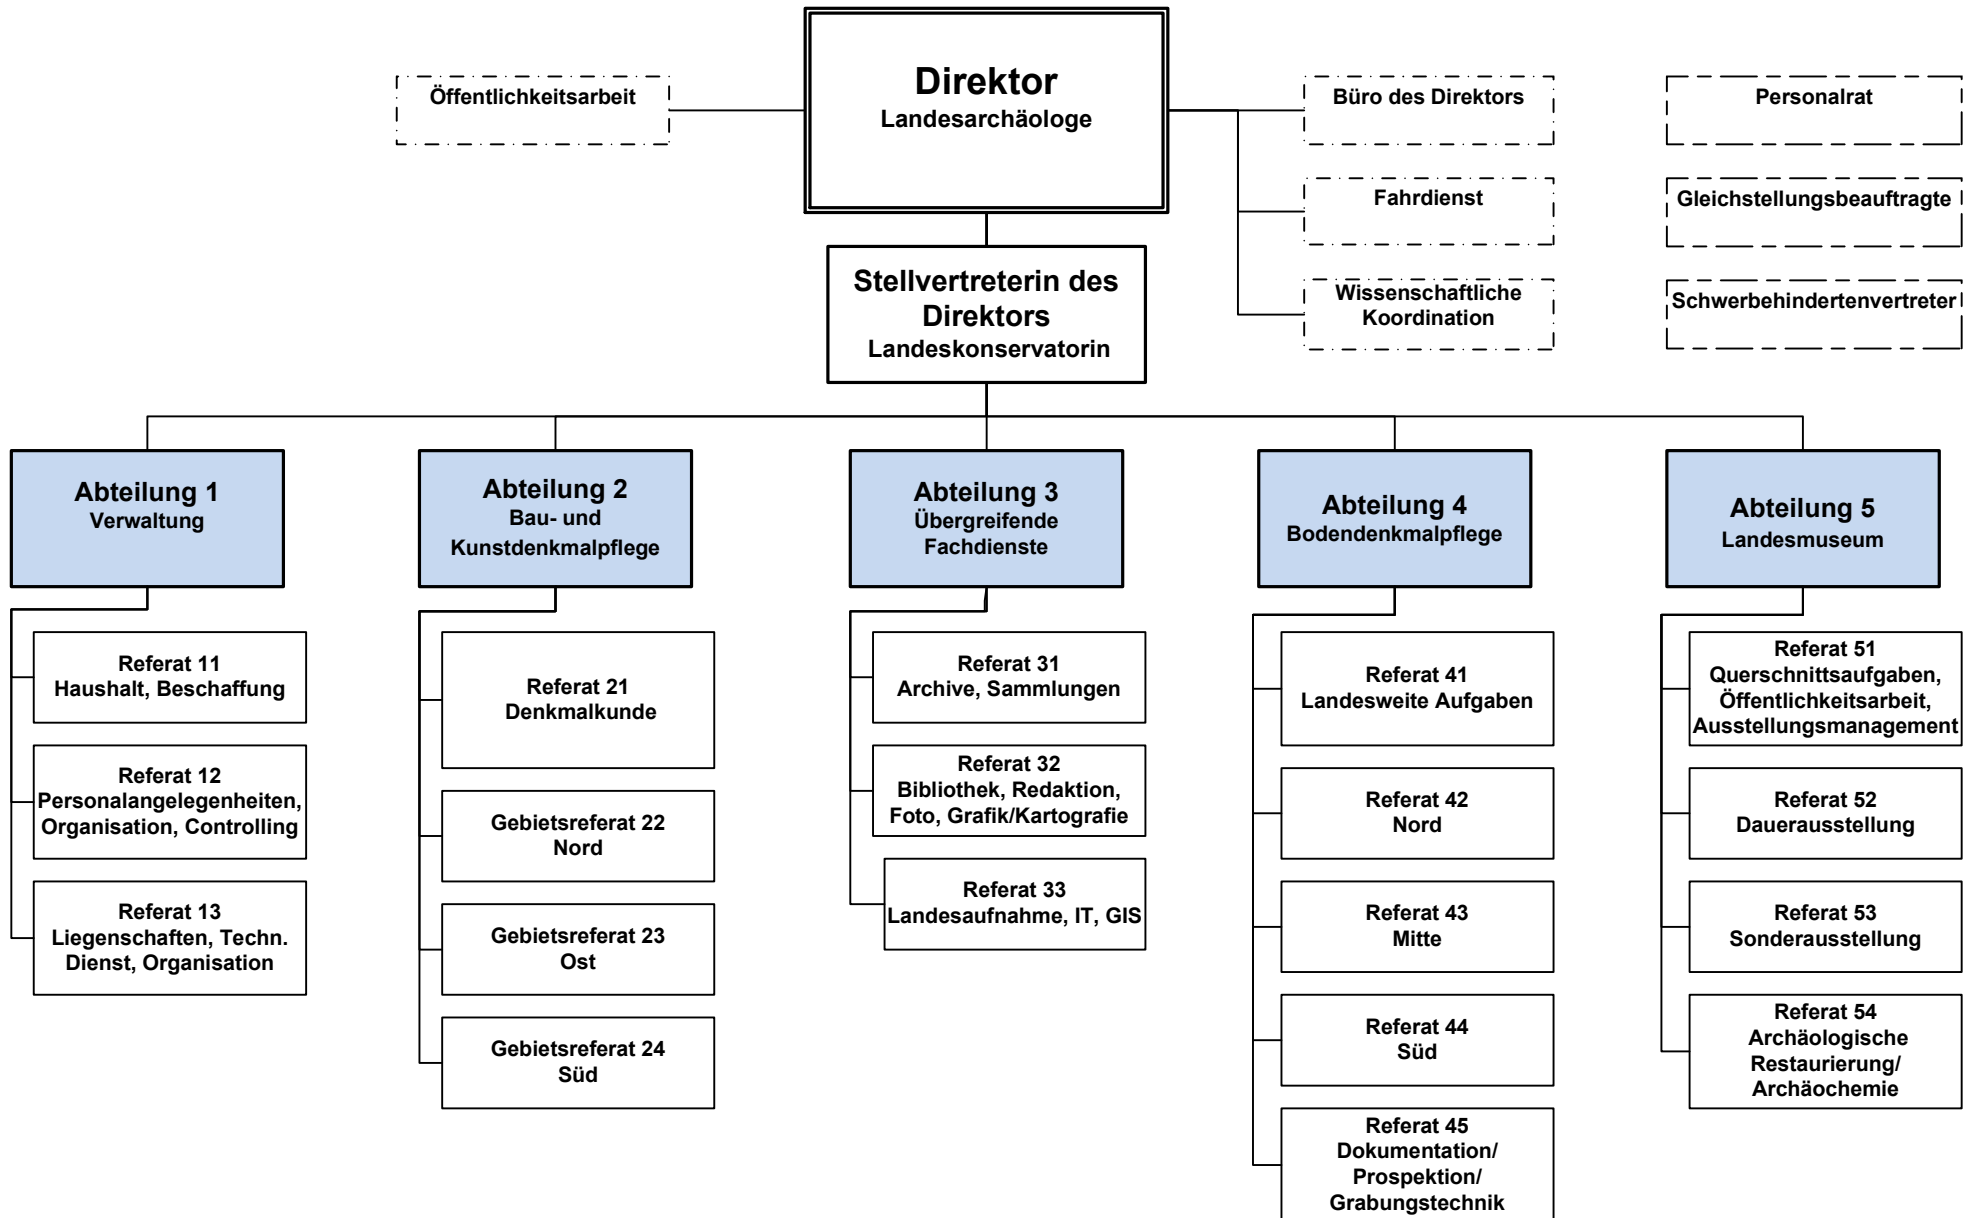 Direktor
Landesarchäologe
Öffentlichkeitsarbeit
Büro des Direktors
Personalrat
Fahrdienst
Gleichstellungsbeauftragte
Wissenschaftliche
Koordination
Schwerbehindertenvertreter
Stellvertreterin des
Direktors
Landeskonservatorin
Abteilung 1
Verwaltung
Referat 11
Haushalt, Beschaffung
Referat 12
Personalangelegenheiten,
Organisation, Controlling
Referat 13
Liegenschaften, Techn.
Dienst, Organisation
Abteilung 2
Bau- und
Kunstdenkmalpflege
Referat 21
Denkmalkunde
Gebietsreferat 22
Nord
Gebietsreferat 23
Ost
Gebietsreferat 24
Süd
Abteilung 3
Übergreifende
Fachdienste
Referat 31
Archive, Sammlungen
Referat 32
Bibliothek, Redaktion,
Foto, Grafik/Kartografie
Referat 33
Landesaufnahme, IT, GIS
Abteilung 4
Bodendenkmalpflege
Referat 41
Landesweite Aufgaben
Referat 42
Nord
Referat 43
Mitte
Referat 44
Süd
Referat 45
Dokumentation/
Prospektion/
Grabungstechnik
Abteilung 5
Landesmuseum
Referat 51
Querschnittsaufgaben,
Öffentlichkeitsarbeit,
Ausstellungsmanagement
Referat 52
Dauerausstellung
Referat 53
Sonderausstellung
Referat 54
Archäologische
Restaurierung/
Archäochemie